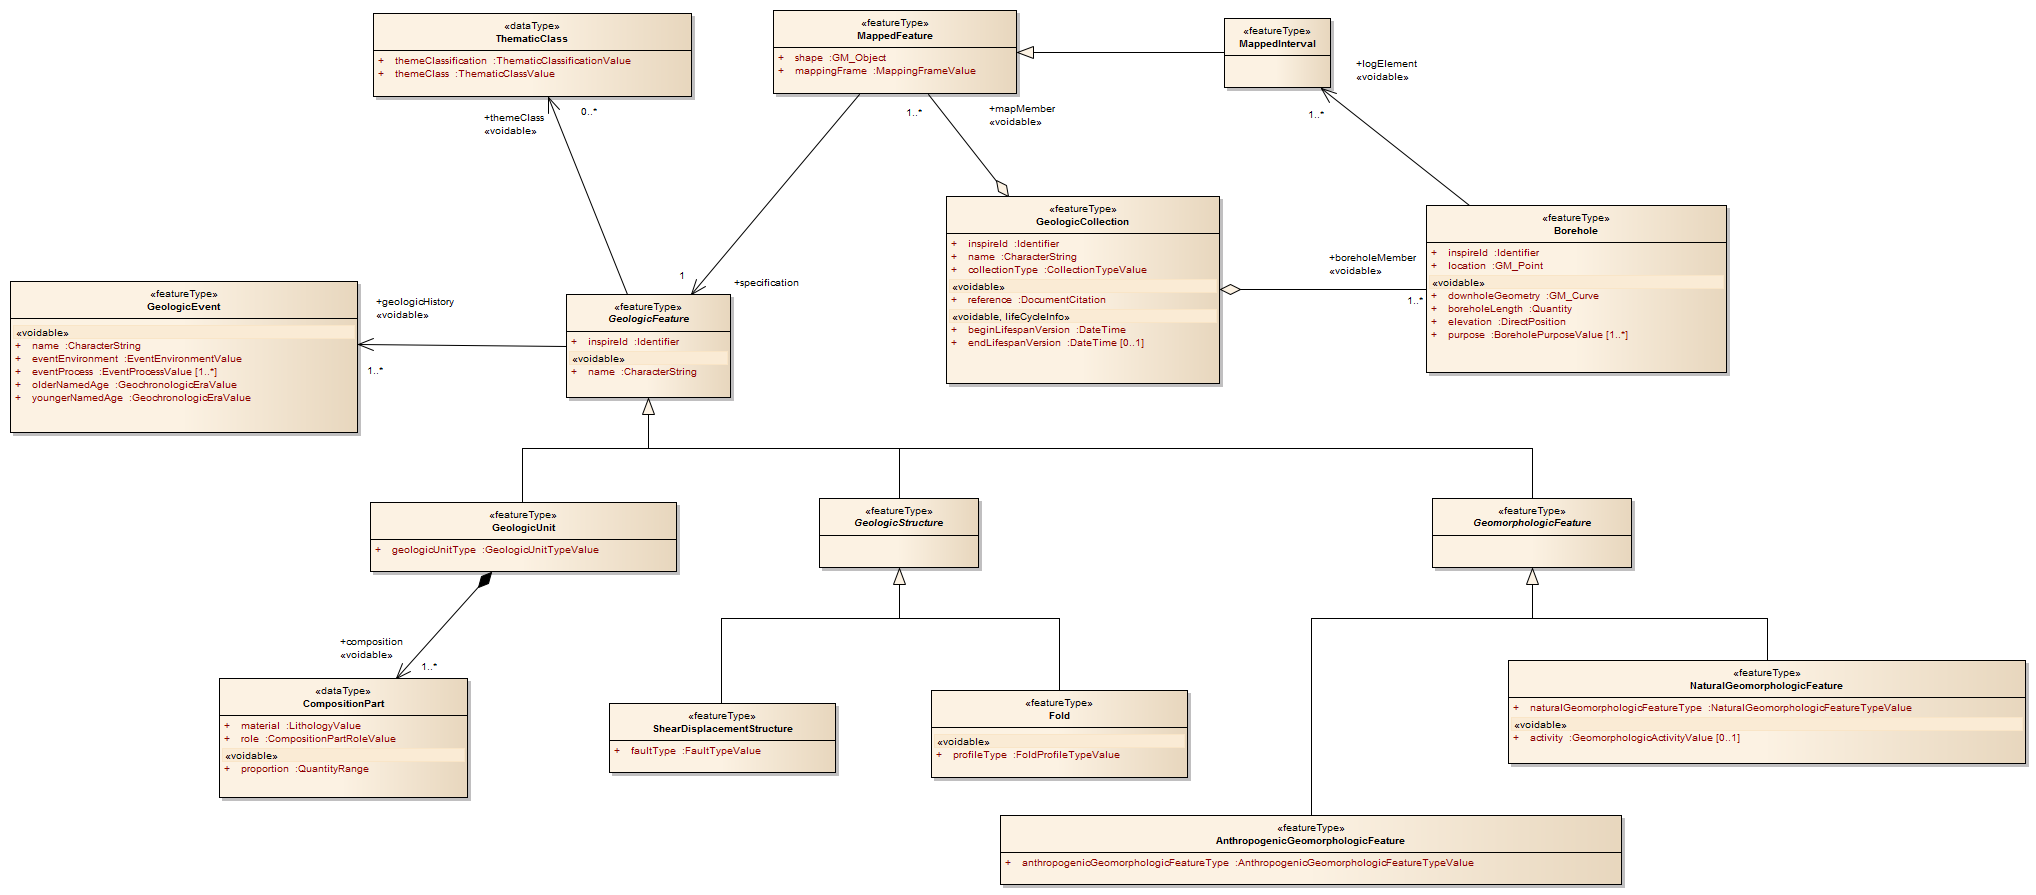 «dataType»
ThematicClass
+ themeClassification :ThematicClassificationValue
+ themeClass :ThematicClassValue
«featureType»
MappedFeature
+ shape :GM_Object
+ mappingFrame :MappingFrameValue
«featureType»
MappedInterval
+logElement
«voidable»
1..*
+themeClass
«voidable»
0..*
1..*
+mapMember
«voidable»
«featureType»
GeologicCollection
+ inspireId :Identifier
+ name :CharacterString
+ collectionType :CollectionTypeValue
«voidable»
+ reference :DocumentCitation
«voidable, lifeCycleInfo»
+ beginLifespanVersion :DateTime
+ endLifespanVersion :DateTime [0..1]
+boreholeMember
«voidable»
1..*
«featureType»
Borehole
+ inspireId :Identifier
+ location :GM_Point
«voidable»
+ downholeGeometry :GM_Curve
+ boreholeLength :Quantity
+ elevation :DirectPosition
+ purpose :BoreholePurposeValue [1..*]
1
+specification
«featureType»
GeologicEvent
«voidable»
+ name :CharacterString
+ eventEnvironment :EventEnvironmentValue
+ eventProcess :EventProcessValue [1..*]
+ olderNamedAge :GeochronologicEraValue
+ youngerNamedAge :GeochronologicEraValue
+geologicHistory
«voidable»
1..*
«featureType»
GeologicFeature
+ inspireId :Identifier
«voidable»
+ name :CharacterString
«featureType»
GeologicUnit
+ geologicUnitType :GeologicUnitTypeValue
«featureType»
GeologicStructure
«featureType»
GeomorphologicFeature
+composition
«voidable»
1..*
«dataType»
CompositionPart
+ material :LithologyValue
+ role :CompositionPartRoleValue
«voidable»
+ proportion :QuantityRange
«featureType»
ShearDisplacementStructure
+ faultType :FaultTypeValue
«featureType»
Fold
«voidable»
+ profileType :FoldProfileTypeValue
«featureType»
NaturalGeomorphologicFeature
+ naturalGeomorphologicFeatureType :NaturalGeomorphologicFeatureTypeValue
«voidable»
+ activity :GeomorphologicActivityValue [0..1]
«featureType»
AnthropogenicGeomorphologicFeature
+ anthropogenicGeomorphologicFeatureType :AnthropogenicGeomorphologicFeatureTypeValue